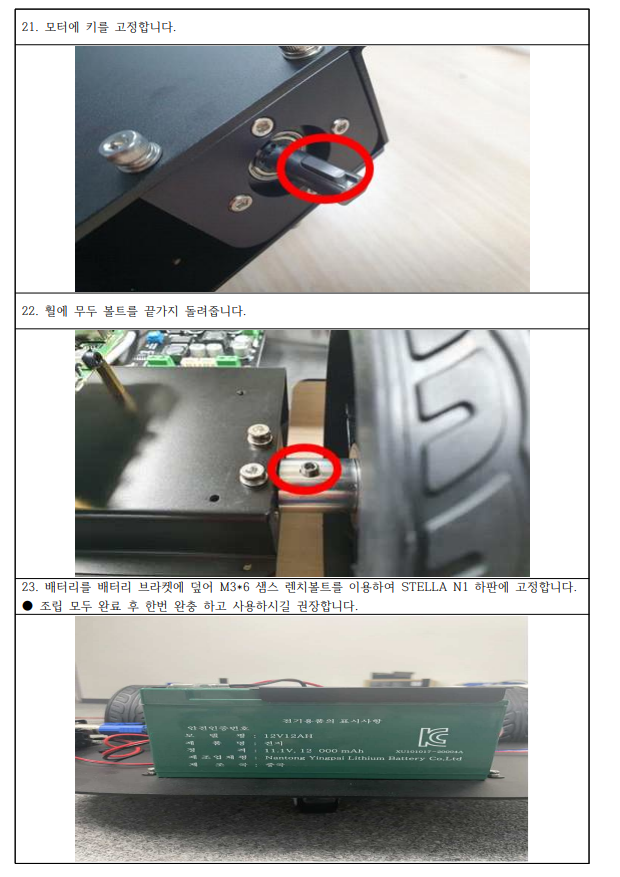 21. 모터에 키를 고정합니다.
22. 휠에 무두 볼트를 끝가지 돌려줍니다.
23. 배터리를 배터리 브라켓에 덮어 M3*6 샘스 렌치볼트를 이용하여 STELLA N1 하판에 고정합니다.
● 조립 모두 완료 후 한번 완충 하고 사용하시길 권장합니다.
전기용품의 표시사항
안전인증번호
모 델 명 : 12V12AH
제 품 명 : 전지
정 격 : 11.1V, 12 000 mAh
XU101017-20004A
제 조 업 체 명 : Nantong Yingpsi Lithium Battery Co.,Ltd
제 조 국 : 중국